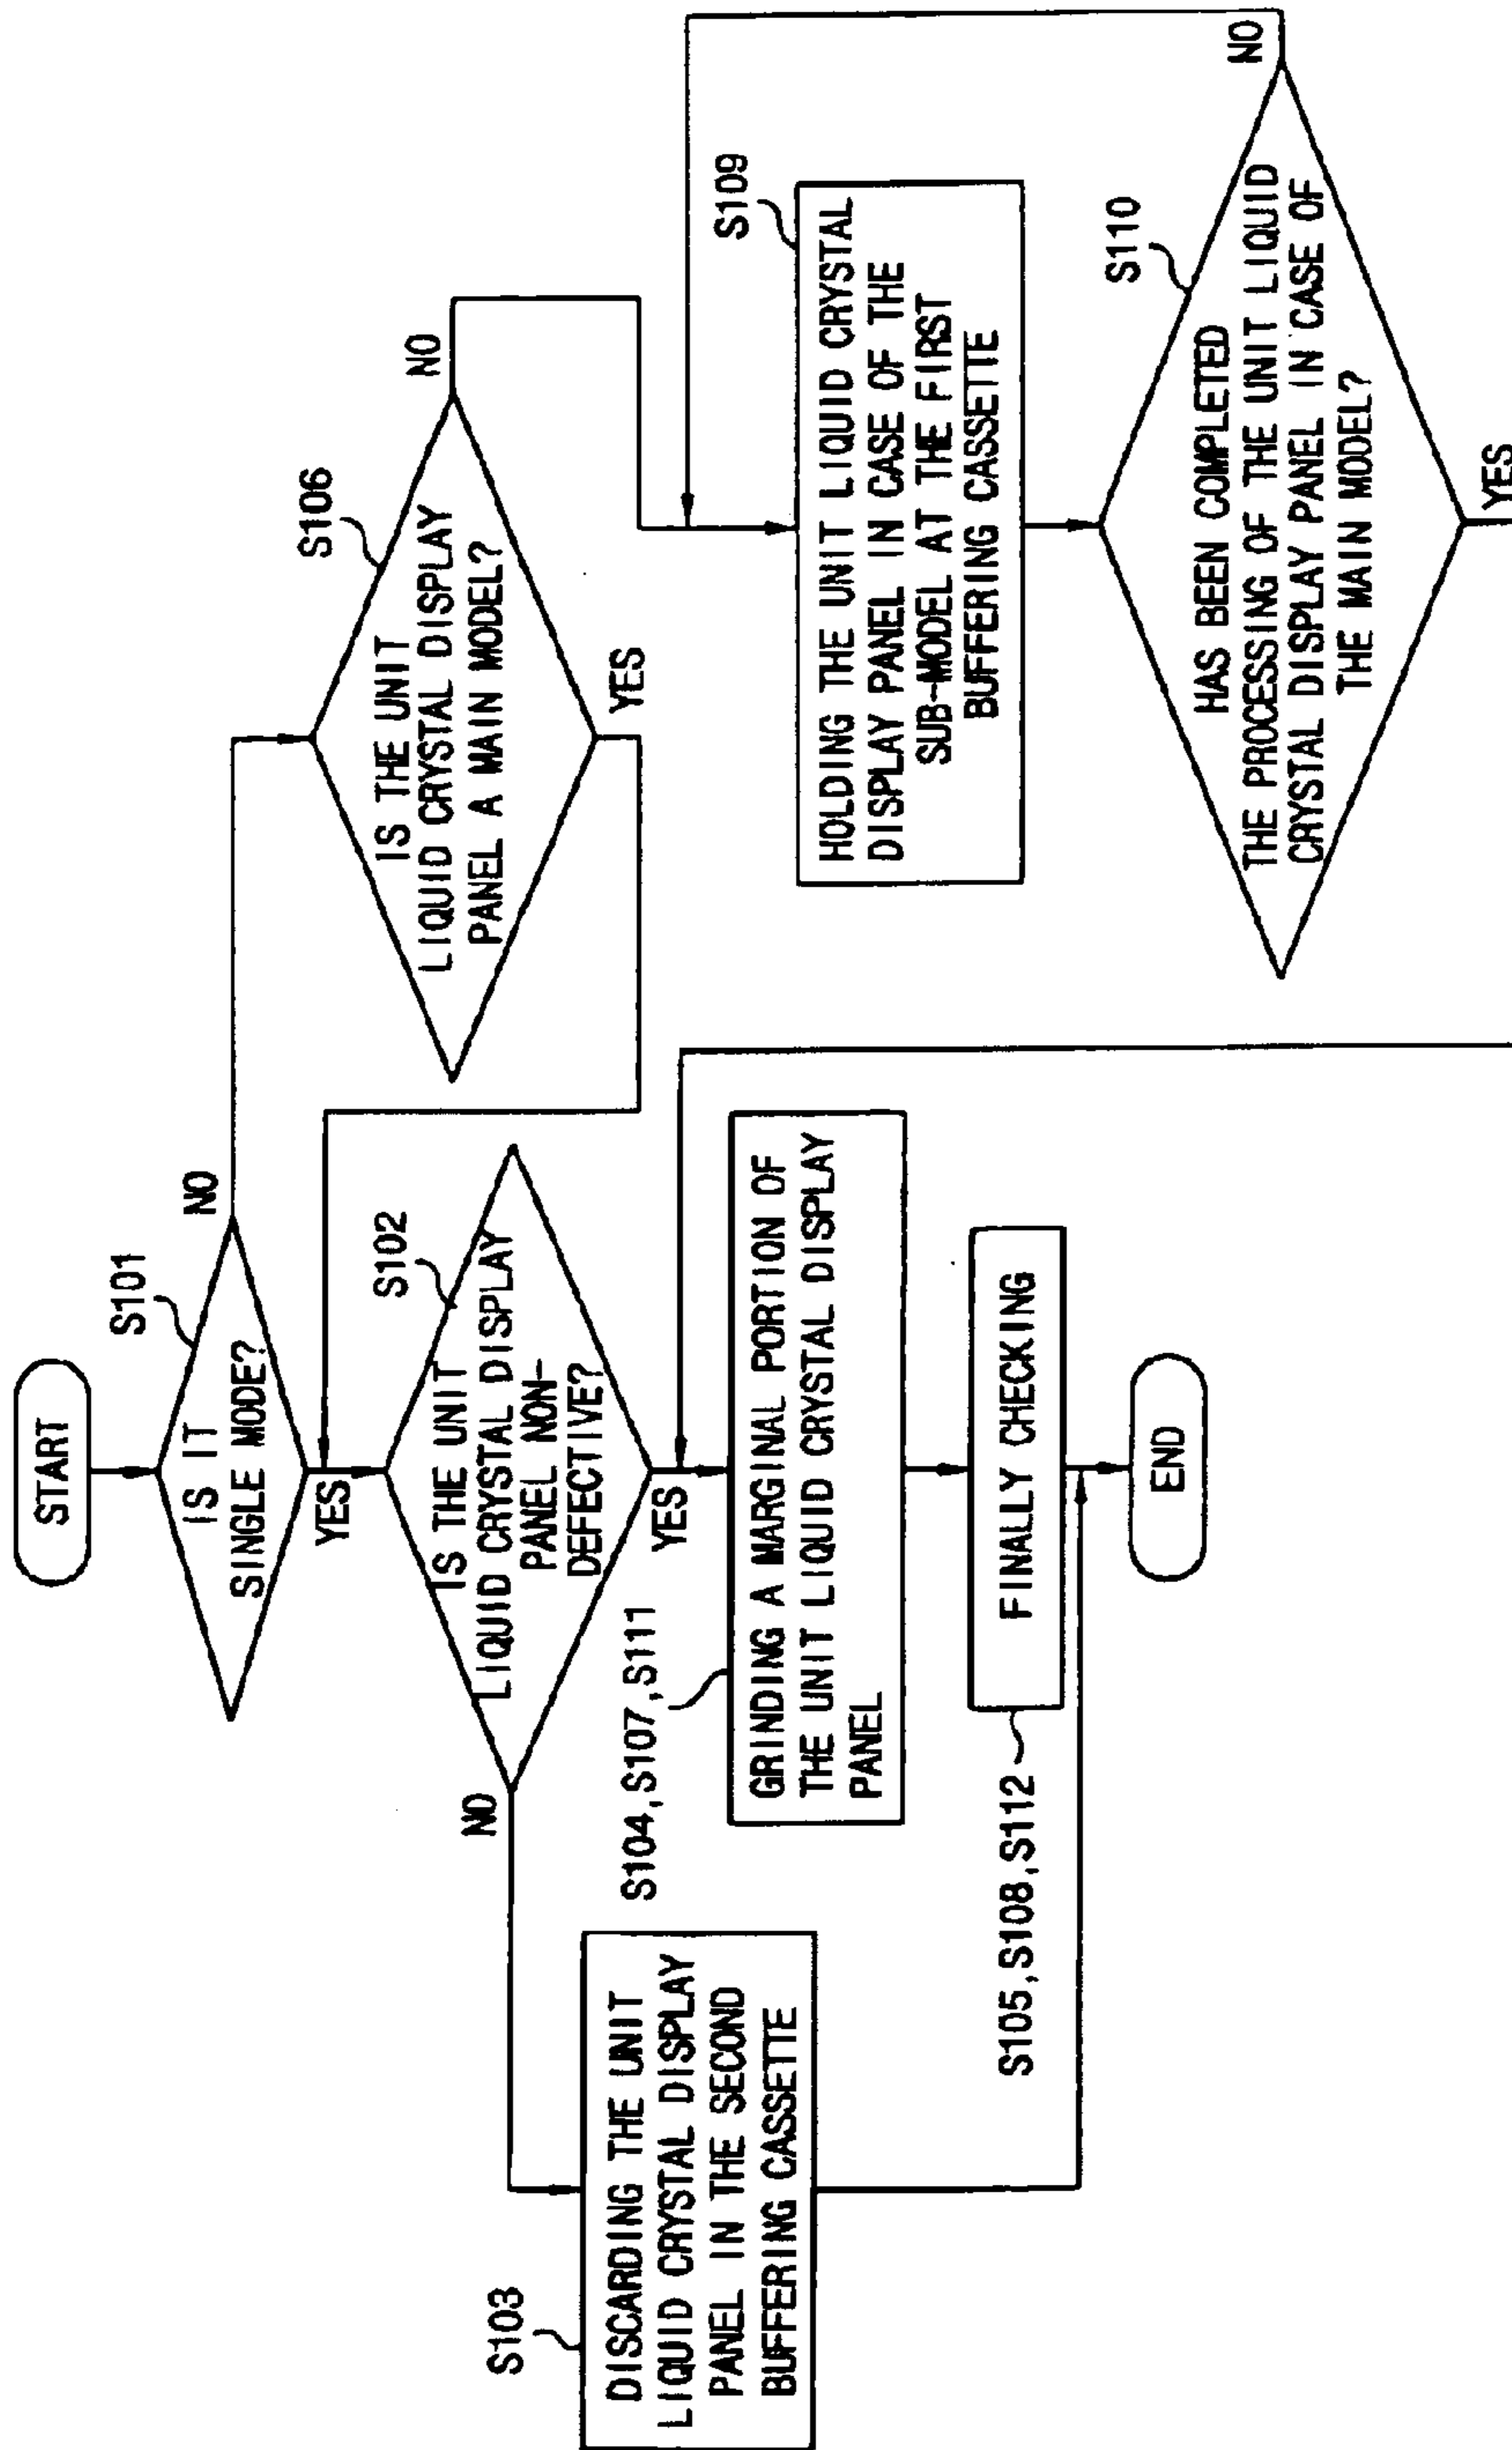 START
S101
IS IT
SINGLE MODE?
NO
YES
S102
IS THE UNIT
LIQUID CRYSTAL DISPLAY
PANEL NON-
DEFECTIVE?
NO
YES
S103
DISCARDING THE UNIT
LIQUID CRYSTAL DISPLAY
PANEL IN THE SECOND
BUFFERING CASSETTE
S104,S107,S111
GRINDING A MARGINAL PORTION OF
THE UNIT LIQUID CRYSTAL DISPLAY
PANEL
S105,S108,S112
FINALLY CHECKING
END
S106
IS THE UNIT
LIQUID CRYSTAL DISPLAY
PANEL A MAIN MODEL?
NO
YES
S109
HOLDING THE UNIT LIQUID CRYSTAL
DISPLAY PANEL IN CASE OF THE
SUB-MODEL AT THE FIRST
BUFFERING CASSETTE
S110
HAS BEEN COMPLETED
THE PROCESSING OF THE UNIT LIQUID
CRYSTAL DISPLAY PANEL IN CASE OF
THE MAIN MODEL?
NO
YES